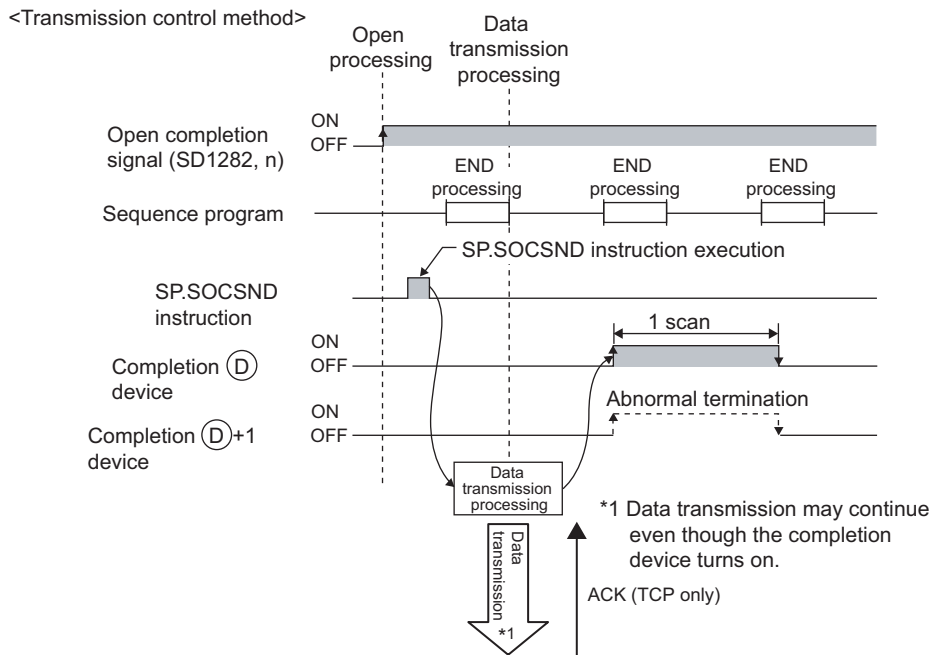 <Transmission control method>
Open
processing
Data
transmission
processing
Open completion
signal (SD1282, n)
ON
OFF
END
processing
END
processing
END
processing
Sequence program
SP.SOCSND instruction execution
SP.SOCSND
instruction
1 scan
ON
OFF
Completion D
device
Abnormal termination
ON
OFF
Completion D+1
device
Data
transmission
processing
*1 Data transmission may continue
even though the completion
device turns on.
Data
transmission
*1
ACK (TCP only)